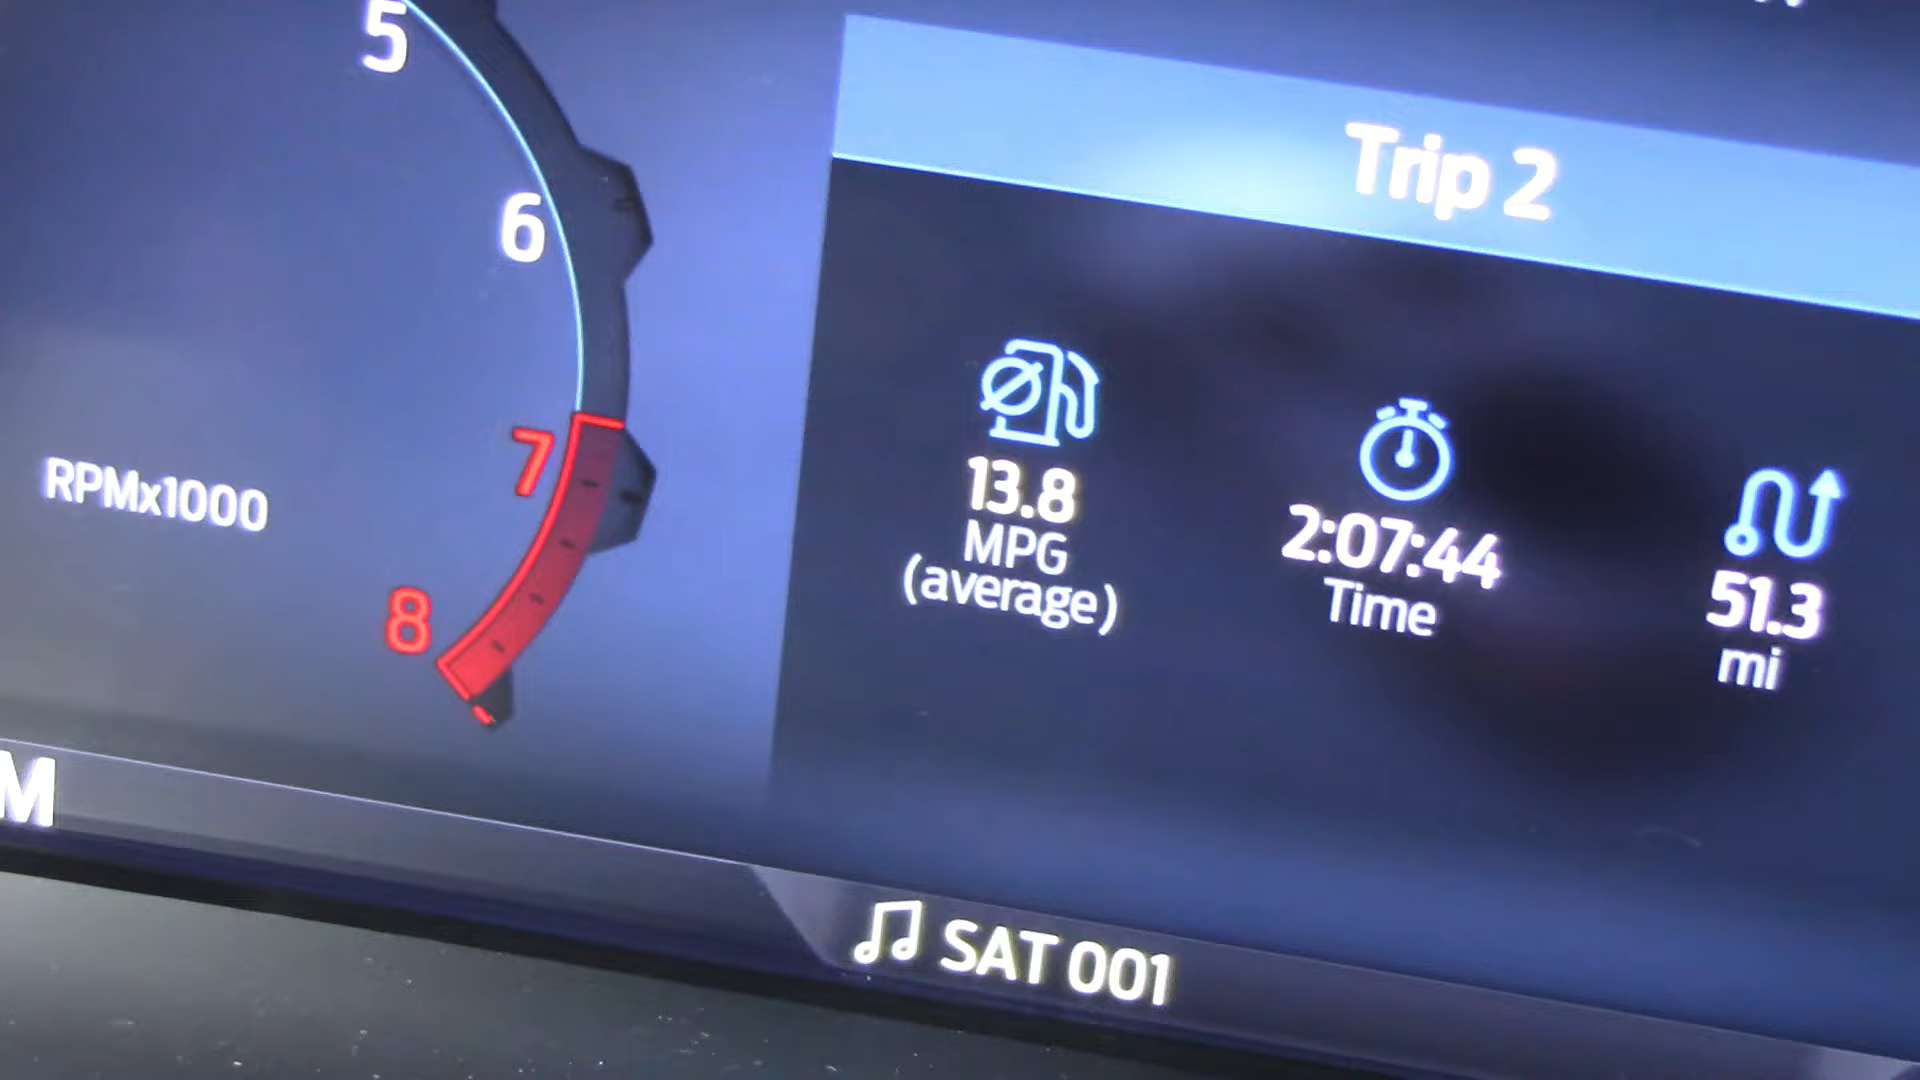 5
6
7
8
RPMx1000
M
Trip 2
13.8
MPG
(average)
2:07:44
Time
51.3
mi
SAT 001